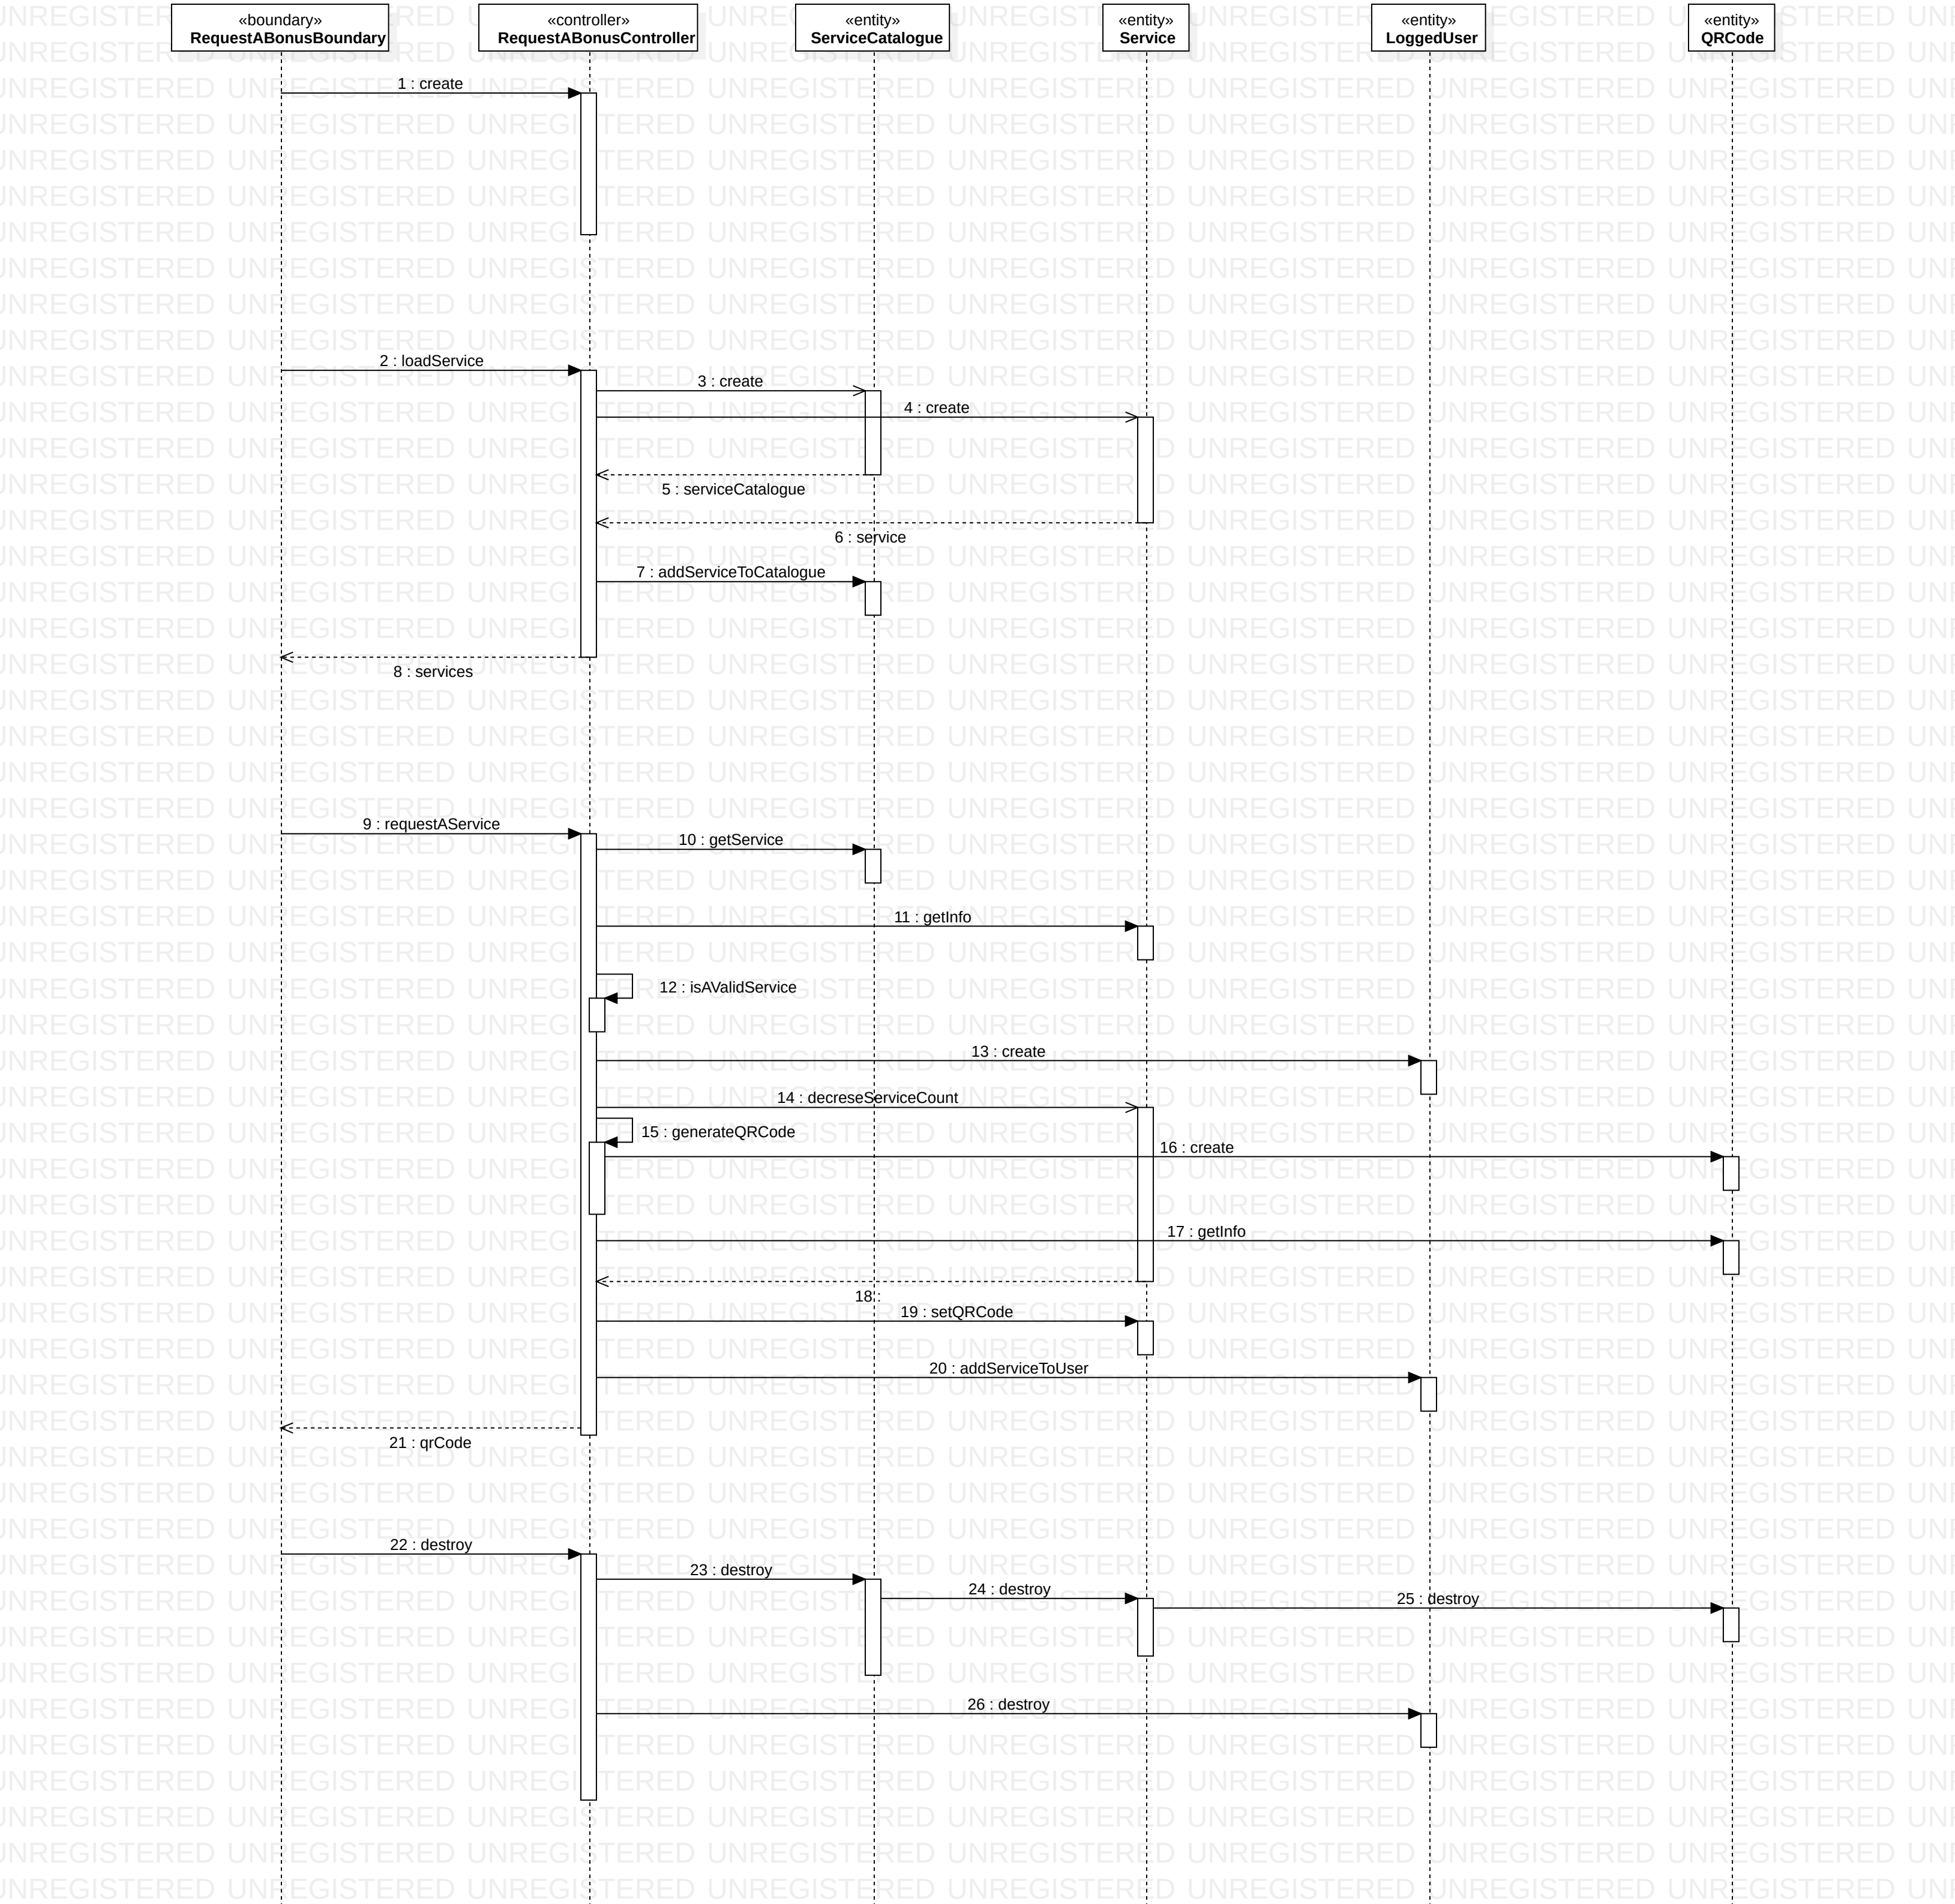 «boundary»
RequestABonusBoundary
«controller»
RequestABonusController
«entity»
ServiceCatalogue
«entity»
Service
«entity»
LoggedUser
«entity»
QRCode
1 : create
2 : loadService
3 : create
4 : create
5 : serviceCatalogue
6 : service
7 : addServiceToCatalogue
8 : services
9 : requestAService
10 : getService
11 : getInfo
12 : isAValidService
13 : create
14 : decreseServiceCount
15 : generateQRCode
16 : create
17 : getInfo
18 :
19 : setQRCode
20 : addServiceToUser
21 : qrCode
22 : destroy
23 : destroy
24 : destroy
25 : destroy
26 : destroy
UNREGISTERED